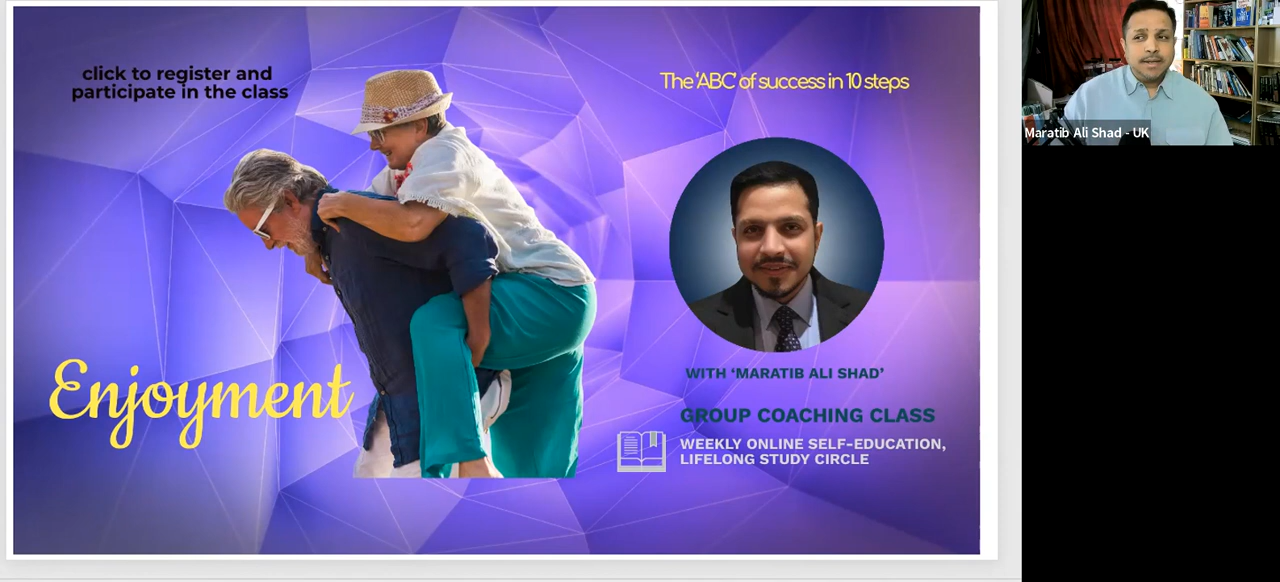 click to register and
participate in the class
The 'ABC' of success in 10 steps
Enjoyment
WITH ‘MARATIB ALI SHAD’
GROUP COACHING CLASS
WEEKLY ONLINE SELF-EDUCATION,
LIFELONG STUDY CIRCLE
Maratib Ali Shad - UK